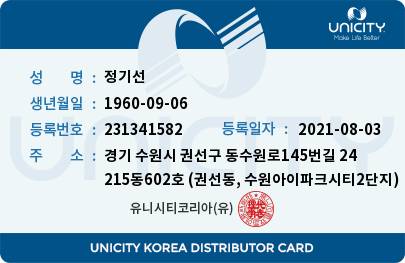 UNICITY
Make Life Better
성 명 : 정기선
생년월일 : 1960-09-06
등록번호 : 231341582 등록일자 : 2021-08-03
주 소 : 경기 수원시 권선구 동수원로145번길 24
215동602호 (권선동, 수원아이파크시티2단지)
유니시티코리아(유)
UNICITY
UNICITY KOREA DISTRIBUTOR CARD